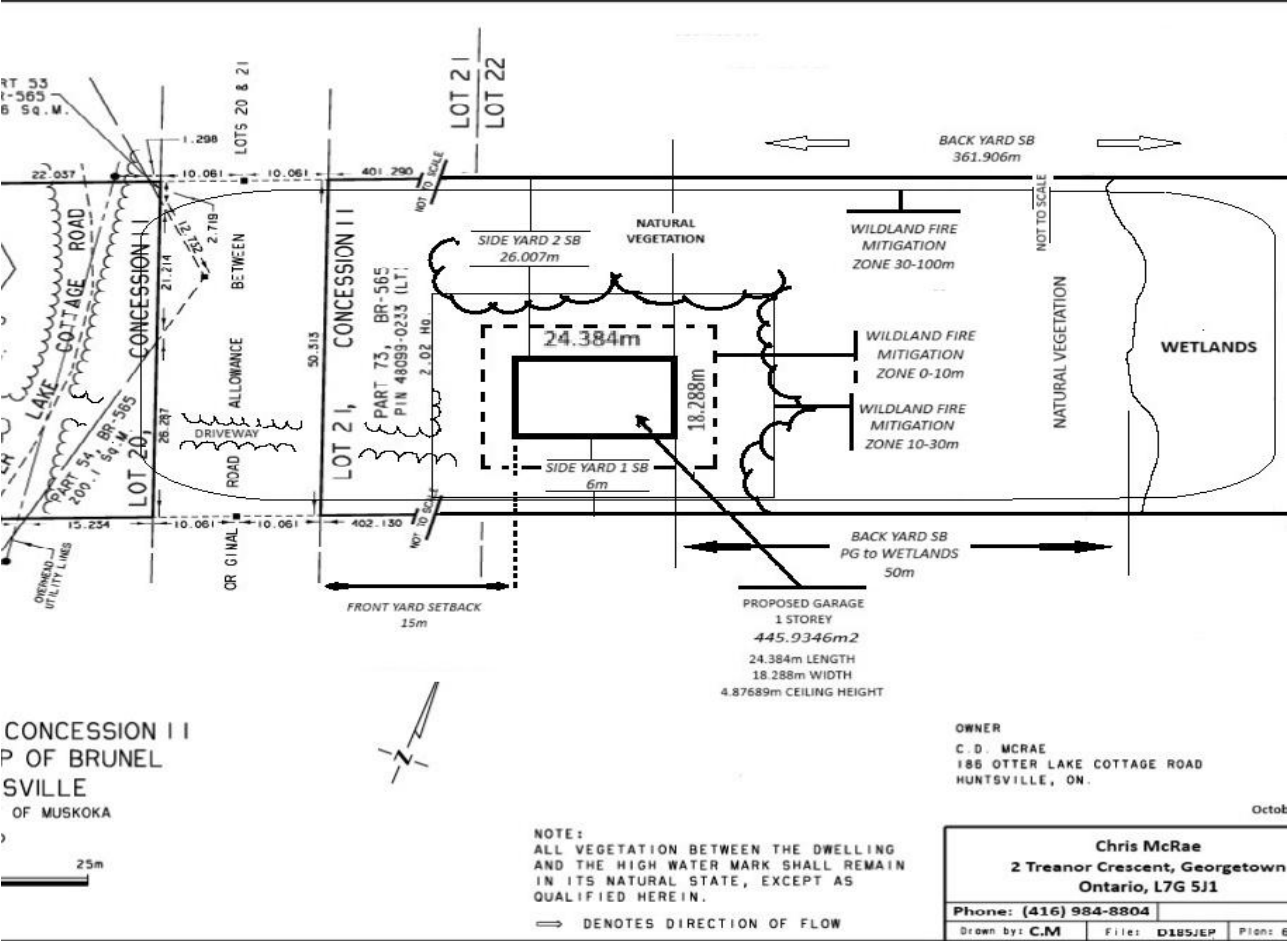 RT 53
R-565
6 SQ.M.
1.298
LOTS 20 & 21
LOT 21
LOT 22
22.037
10.061
10.061
401.290
NOT TO SCALE
BACK YARD SB
361.906m
NOT TO SCALE
2.719
27.21
21.214
BETWEEN
CONCESSION II
ROAD
COTTAGE
LAKE
SIDE YARD 2 SB
26.007m
NATURAL
VEGETATION
WILDLAND FIRE
MITIGATION
ZONE 30-100m
50.313
LOT 21, CONCESSION II
PART 73, BR-565
PIN 48099-0233 (LT)
2.02 Ha.
24.384m
18.288m
WILDLAND FIRE
MITIGATION
ZONE 0-10m
WILDLAND FIRE
MITIGATION
ZONE 10-30m
NATURAL VEGETATION
WETLANDS
ALLOWANCE
DRIVEWAY
ROAD
26.287
LOT 20,
PART 54, BR-565
200.1 SQ.M.
SIDE YARD 1 SB
6m
15.234
10.061
10.061
402.130
NOT TO SCALE
OR GINAL
OVERHEAD
UTILITY LINES
BACK YARD SB
PG to WETLANDS
50m
FRONT YARD SETBACK
15m
PROPOSED GARAGE
1 STOREY
445.9346m2
24.384m LENGTH
18.288m WIDTH
4.87689m CEILING HEIGHT
N
CONCESSION II
P OF BRUNEL
SVILLE
OF MUSKOKA
25m
OWNER
C.D. MCRAE
186 OTTER LAKE COTTAGE ROAD
HUNTSVILLE, ON.
Octob
NOTE:
ALL VEGETATION BETWEEN THE DWELLING
AND THE HIGH WATER MARK SHALL REMAIN
IN ITS NATURAL STATE, EXCEPT AS
QUALIFIED HEREIN.
⇒ DENOTES DIRECTION OF FLOW
Chris McRae
2 Treanor Crescent, Georgetown
Ontario, L7G 5J1
Phone: (416) 984-8804
Drawn by: C.M
File: D185JEP
Plan: